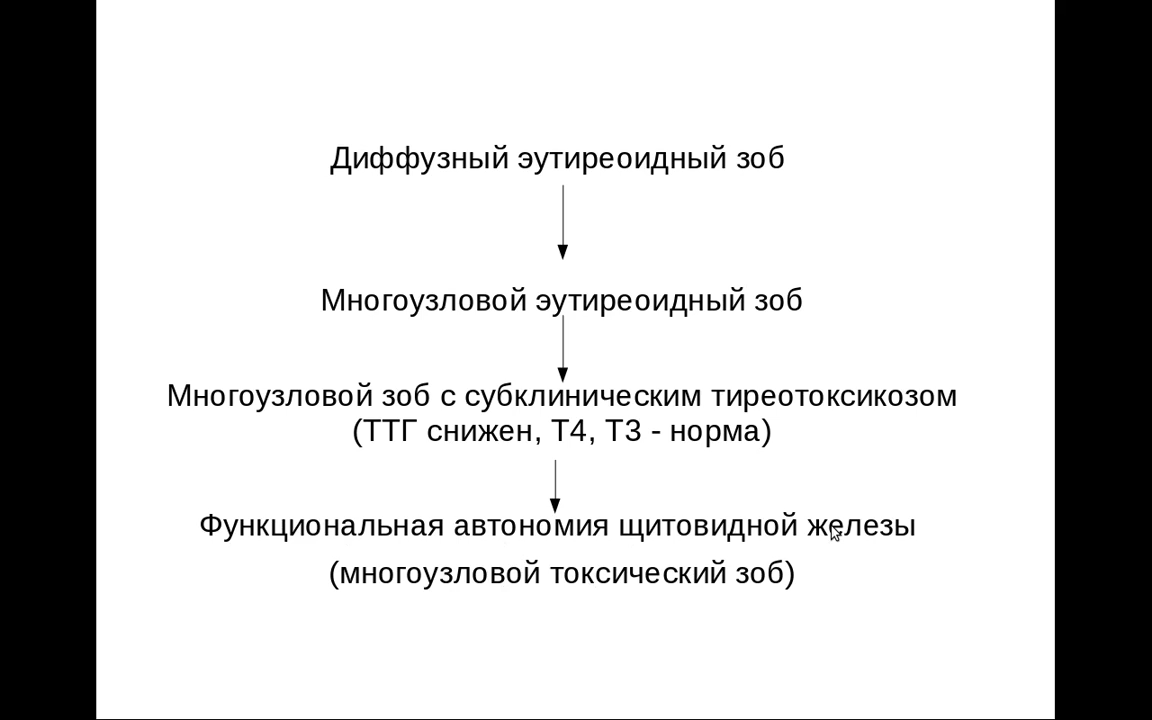 Диффузный эутиреоидный зоб
Многоузловой эутиреоидный зоб
Многоузловой зоб с субклиническим тиреотоксикозом
(ТТГ снижен, Т4, Т3 - норма)
Функциональная автономия щитовидной железы
(многоузловой токсический зоб)